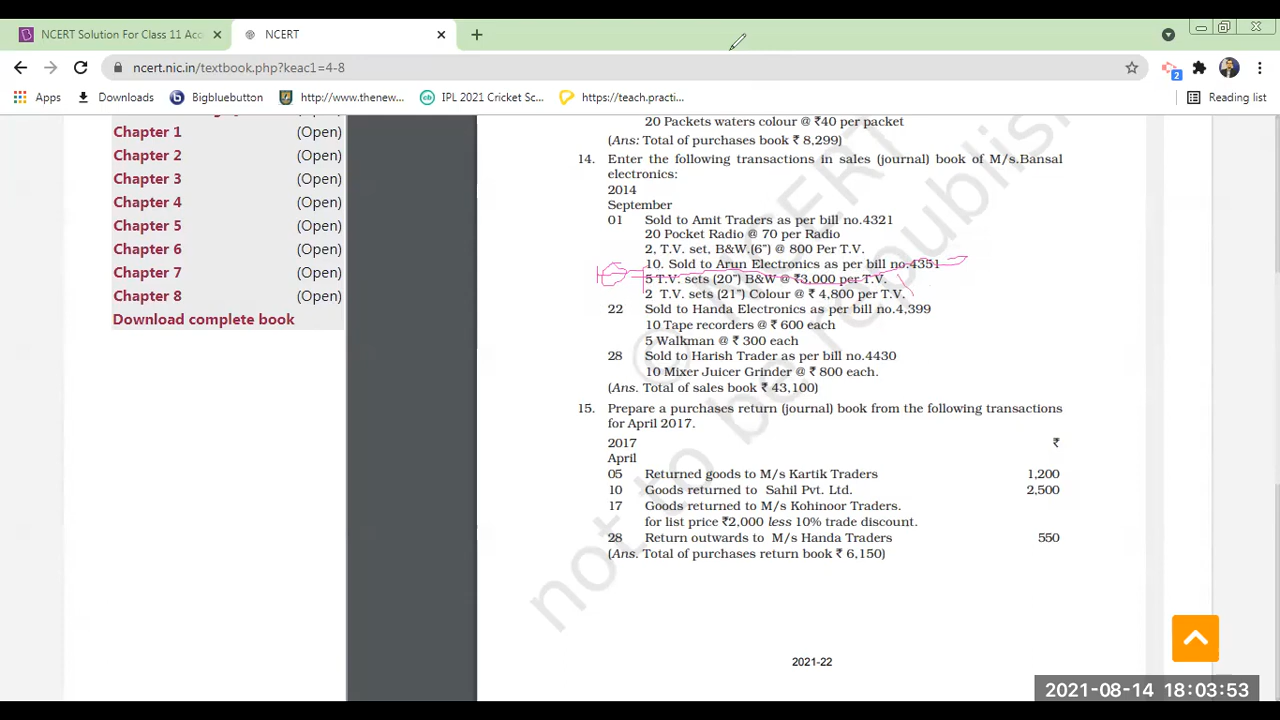 NCERT Solution For Class 11 Acc
NCERT
ncert.nic.in/textbook.php?keac1=4-8
2
Apps
Downloads
Bigbluebutton
http://www.thenew...
IPL 2021 Cricket Sc...
https://teach.practi...
Reading list
Chapter 1 (Open)
Chapter 2 (Open)
Chapter 3 (Open)
Chapter 4 (Open)
Chapter 5 (Open)
Chapter 6 (Open)
Chapter 7 (Open)
Chapter 8 (Open)
Download complete book
20 Packets waters colour @ ₹40 per packet
(Ans: Total of purchases book ₹ 8,299)
14. Enter the following transactions in sales (journal) book of M/s.Bansal
electronics:
2014
September
01 Sold to Amit Traders as per bill no.4321
20 Pocket Radio @ 70 per Radio
2, T.V. set, B&W.(6") @ 800 Per T.V.
10. Sold to Arun Electronics as per bill no.4351
5 T.V. sets (20") B&W @ ₹3,000 per T.V.
2 T.V. sets (21") Colour @ ₹ 4,800 per T.V.
22 Sold to Handa Electronics as per bill no.4,399
10 Tape recorders @ ₹ 600 each
5 Walkman @ ₹ 300 each
28 Sold to Harish Trader as per bill no.4430
10 Mixer Juicer Grinder @ ₹ 800 each.
(Ans. Total of sales book ₹ 43,100)
15. Prepare a purchases return (journal) book from the following transactions
for April 2017.
2017 ₹
April
05 Returned goods to M/s Kartik Traders 1,200
10 Goods returned to Sahil Pvt. Ltd. 2,500
17 Goods returned to M/s Kohinoor Traders.
for list price ₹2,000 less 10% trade discount.
28 Return outwards to M/s Handa Traders 550
(Ans. Total of purchases return book ₹ 6,150)
© NCERT
not to be republish
2021-22
2021-08-14 18:03:53